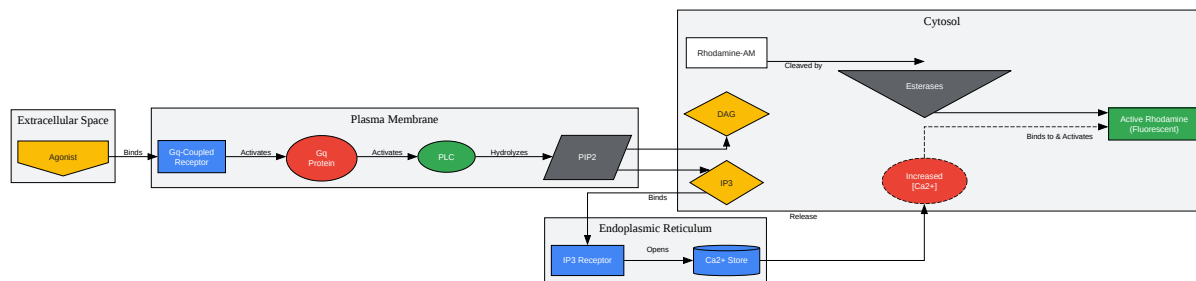 Cytosol
Rhodamine-AM
Cleaved by
Esterases
Extracellular Space
Plasma Membrane
DAG
Active Rhodamine
(Fluorescent)
Binds to & Activates
Agonist
Binds
Gq-Coupled
Receptor
Activates
Gq
Protein
Activates
PLC
Hydrolyzes
PIP2
IP3
Increased
[Ca2+]
Binds
Release
Endoplasmic Reticulum
IP3 Receptor
Opens
Ca2+ Store